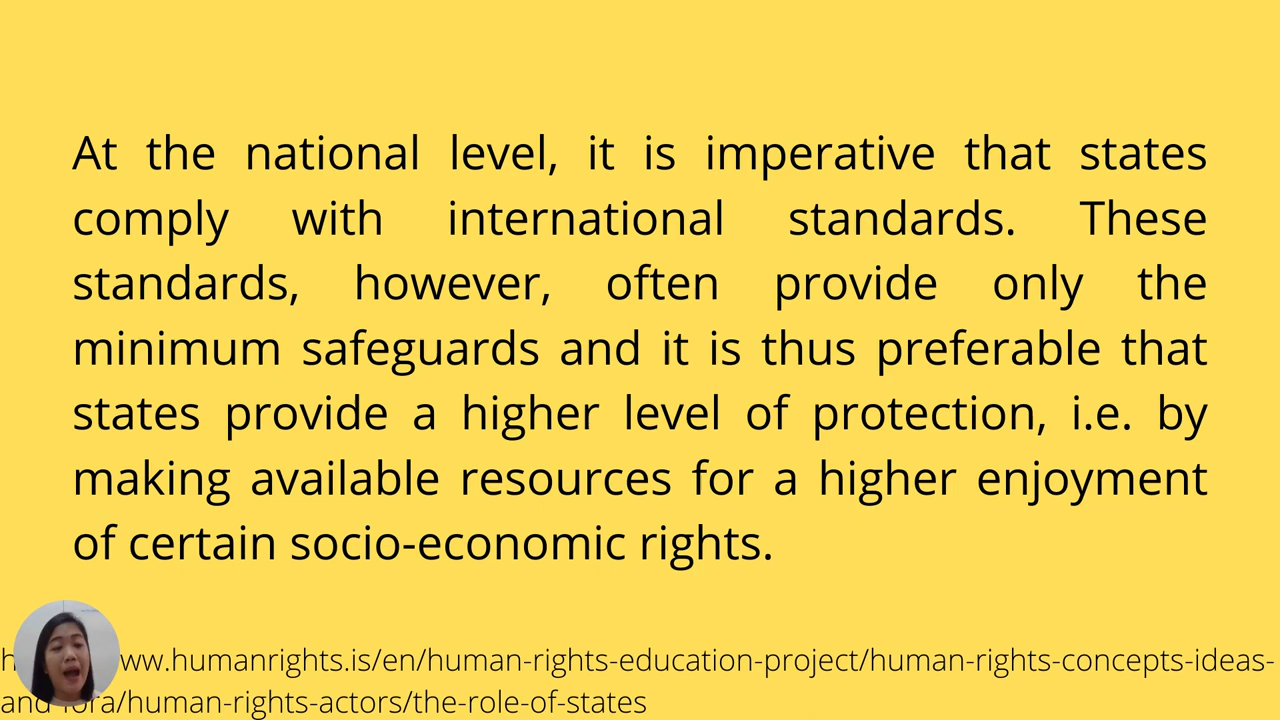 At the national level, it is imperative that states
comply with international standards. These
standards, however, often provide only the
minimum safeguards and it is thus preferable that
states provide a higher level of protection, i.e. by
making available resources for a higher enjoyment
of certain socio-economic rights.
ww.humanrights.is/en/human-rights-education-project/human-rights-concepts-ideas-
and-fora/human-rights-actors/the-role-of-states